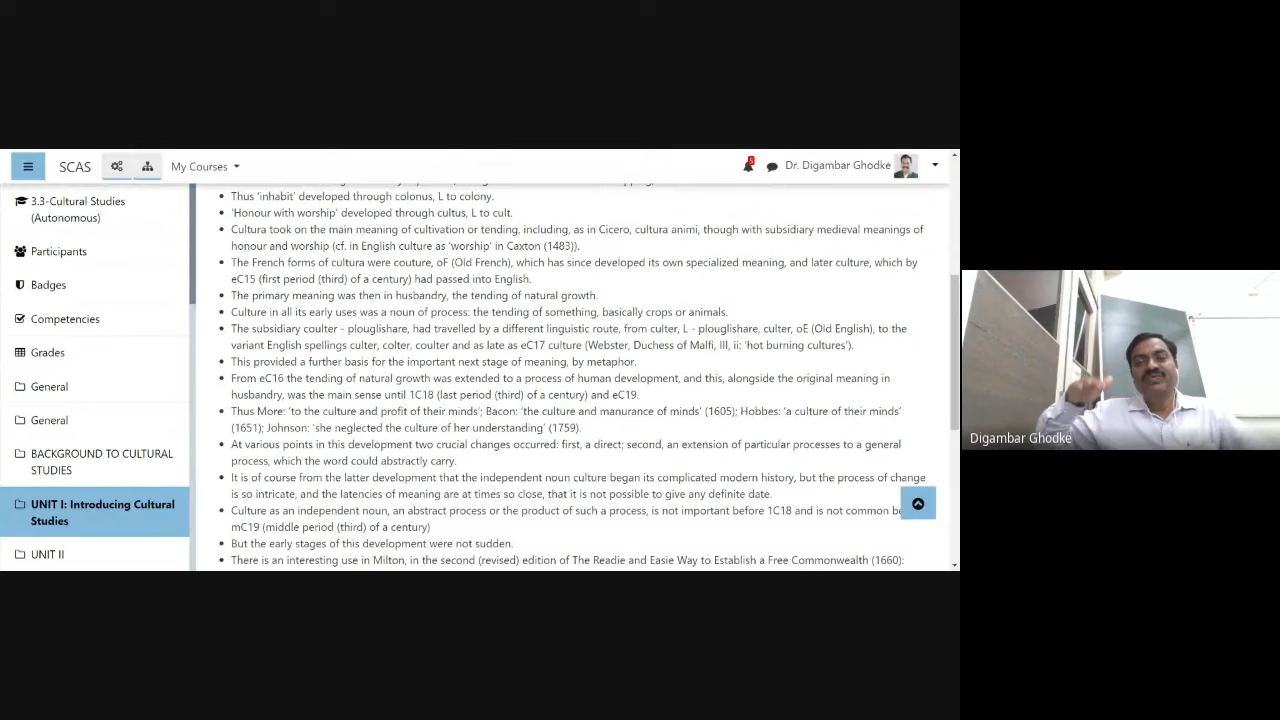 SCAS
My Courses
5
Dr. Digambar Ghodke
3.3-Cultural Studies
(Autonomous)
Participants
Badges
Competencies
Grades
General
General
BACKGROUND TO CULTURAL
STUDIES
UNIT I: Introducing Cultural
Studies
UNIT II
Thus ‘inhabit’ developed through colonus, L to colony.
‘Honour with worship’ developed through cultus, L to cult.
Cultura took on the main meaning of cultivation or tending, including, as in Cicero, cultura animi, though with subsidiary medieval meanings of
honour and worship (cf. in English culture as ‘worship’ in Caxton (1483)).
The French forms of cultura were couture, oF (Old French), which has since developed its own specialized meaning, and later culture, which by
eC15 (first period (third) of a century) had passed into English.
The primary meaning was then in husbandry, the tending of natural growth.
Culture in all its early uses was a noun of process: the tending of something, basically crops or animals.
The subsidiary coulter - plouglishare, had travelled by a different linguistic route, from culter, L - plouglishare, culter, oE (Old English), to the
variant English spellings culter, colter, coulter and as late as eC17 culture (Webster, Duchess of Malfi, III, ii: ‘hot burning cultures’).
This provided a further basis for the important next stage of meaning, by metaphor.
From eC16 the tending of natural growth was extended to a process of human development, and this, alongside the original meaning in
husbandry, was the main sense until 1C18 (last period (third) of a century) and eC19.
Thus More: ‘to the culture and profit of their minds’; Bacon: ‘the culture and manurance of minds’ (1605); Hobbes: ‘a culture of their minds’
(1651); Johnson: ‘she neglected the culture of her understanding’ (1759).
At various points in this development two crucial changes occurred: first, a direct; second, an extension of particular processes to a general
process, which the word could abstractly carry.
It is of course from the latter development that the independent noun culture began its complicated modern history, but the process of change
is so intricate, and the latencies of meaning are at times so close, that it is not possible to give any definite date.
Culture as an independent noun, an abstract process or the product of such a process, is not important before 1C18 and is not common be
mC19 (middle period (third) of a century)
But the early stages of this development were not sudden.
There is an interesting use in Milton, in the second (revised) edition of The Readie and Easie Way to Establish a Free Commonwealth (1660):
Digambar Ghodke